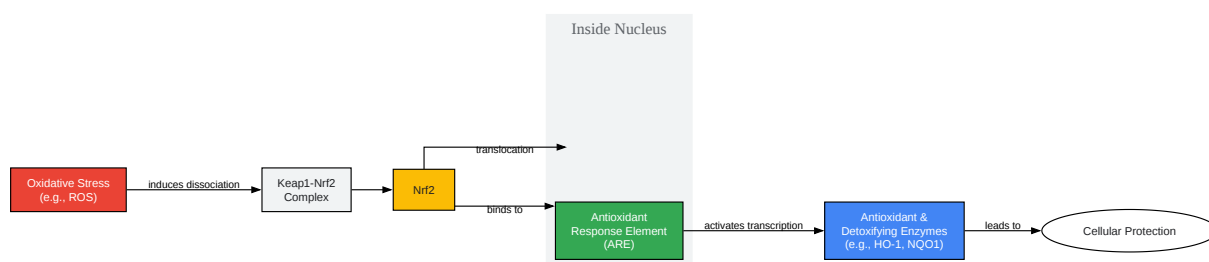 Inside Nucleus
translocation
Oxidative Stress
(e.g., ROS)
induces dissociation
Keap1-Nrf2
Complex
Nrf2
binds to
Antioxidant
Response Element
(ARE)
activates transcription
Antioxidant &
Detoxifying Enzymes
(e.g., HO-1, NQO1)
leads to
Cellular Protection